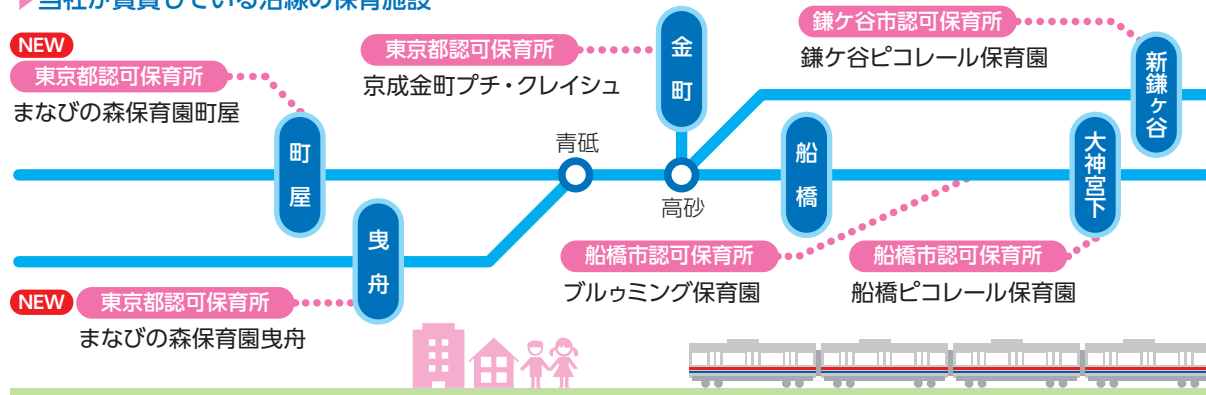 ▶当社が賃貸している沿線の保育施設
NEW
東京都認可保育所
まなびの森保育園町屋
東京都認可保育所
京成金町プチ・クレイシュ
鎌ケ谷市認可保育所
鎌ケ谷ピコレール保育園
金町
新鎌ヶ谷
町屋
青砥
高砂
船橋
大神宮下
曳舟
船橋市認可保育所
ブルゥミング保育園
船橋市認可保育所
船橋ピコレール保育園
NEW 東京都認可保育所
まなびの森保育園曳舟